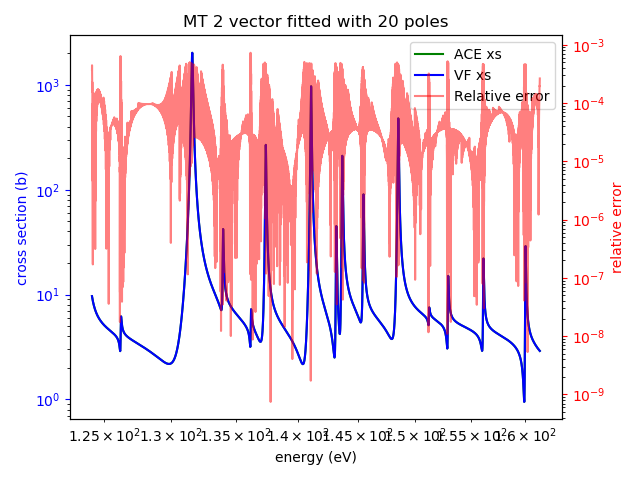 MT 2 vector fitted with 20 poles
ACE xs
VF xs
Relative error
cross section (b)
10³
10²
10¹
10⁰
relative error
10⁻³
10⁻⁴
10⁻⁵
10⁻⁶
10⁻⁷
10⁻⁸
10⁻⁹
1.25×10² 1.3×10² 1.35×10² 1.4×10² 1.45×10² 1.5×10² 1.55×10² 1.6×10²
energy (eV)